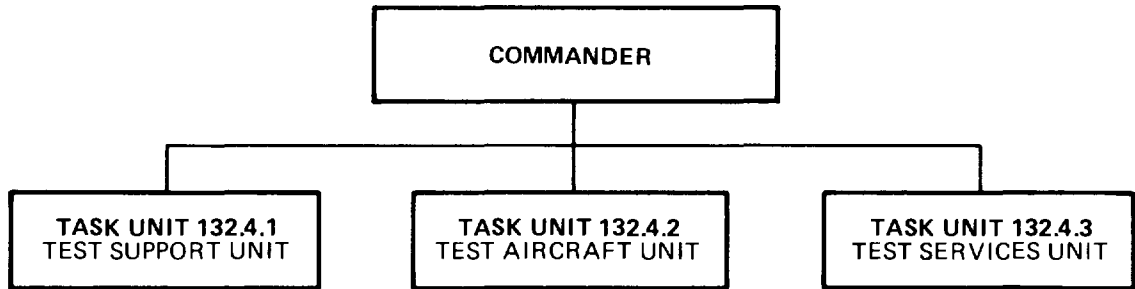 COMMANDER
TASK UNIT 132.4.1
TEST SUPPORT UNIT
TASK UNIT 132.4.2
TEST AIRCRAFT UNIT
TASK UNIT 132.4.3
TEST SERVICES UNIT